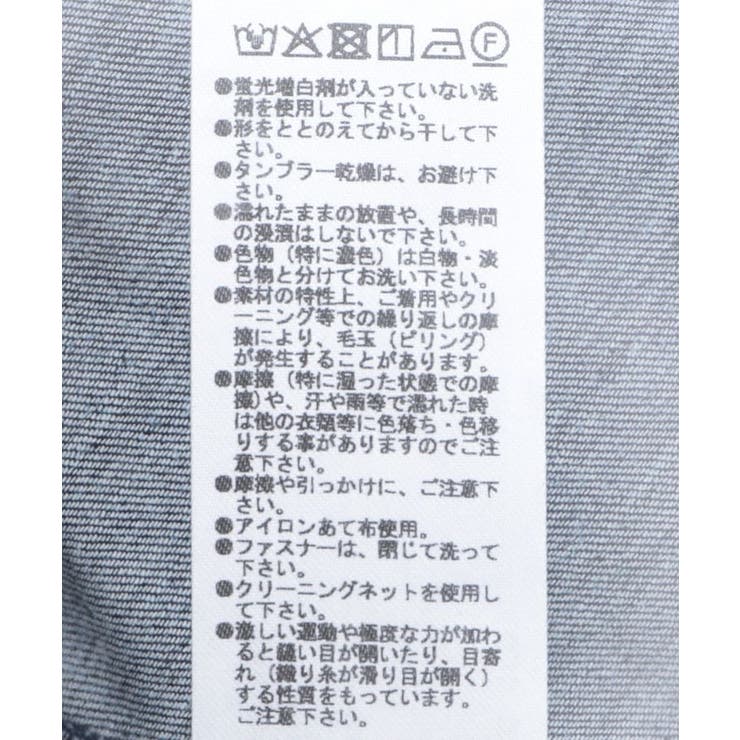 F
●蛍光増白剤が入っていない洗
剤を使用して下さい。
●形をととのえてから干して下
さい。
●タンブラー乾燥は、お避け下
さい。
●濡れたままの放置や、長時間
の浸漬はしないで下さい。
●色物（特に濃色）は白物・淡
色物と分けてお洗い下さい。
●素材の特性上、ご着用やクリ
ーニング等での繰り返しの摩
擦により、毛玉（ピリング）
が発生することがあります。
●摩擦（特に湿った状態での摩
擦）や、汗や雨等で濡れた時
は他の衣類等に色落ち・色移
りする事がありますのでご注
意下さい。
●摩擦や引っかけに、ご注意下
さい。
●アイロンあて布使用。
●ファスナーは、閉じて洗って
下さい。
●クリーニングネットを使用し
て下さい。
●激しい運動や極度な力が加わ
ると縫い目が開いたり、目寄
れ（織り糸が滑り目が開く）
する性質をもっています。
ご注意下さい。